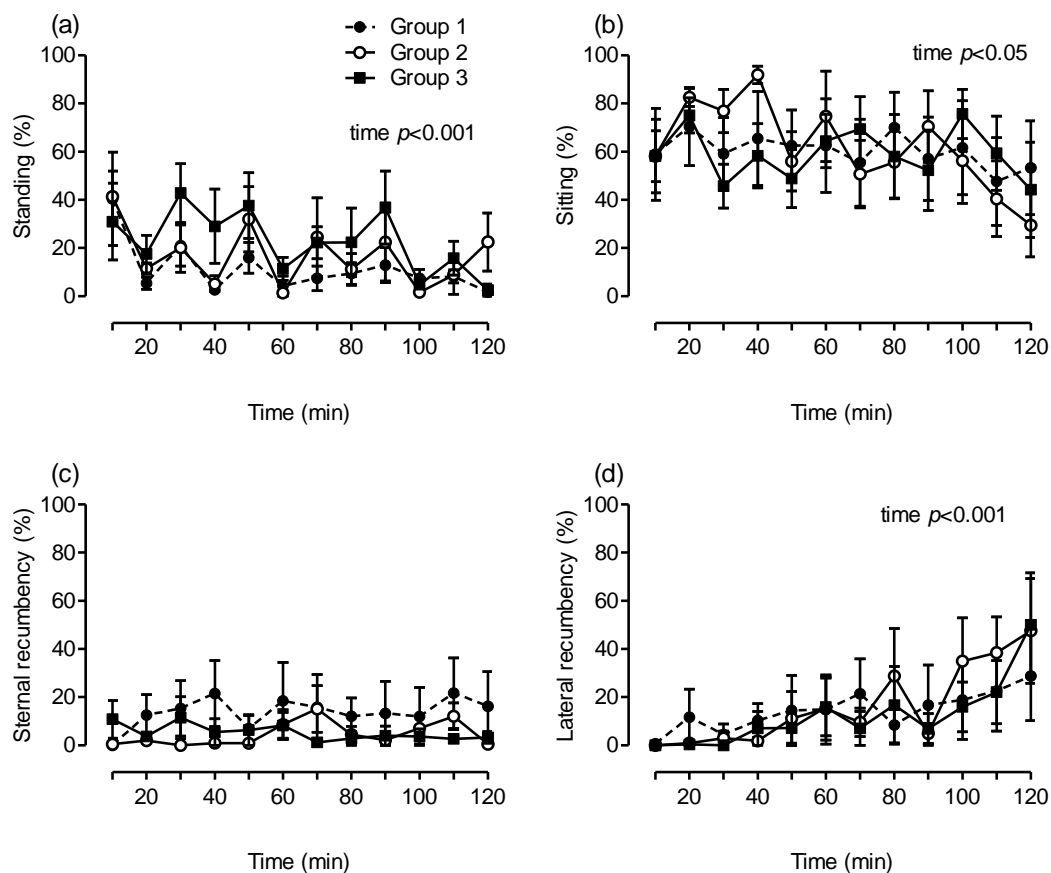 (a)
Group 1
Group 2
Group 3
time p<0.001
Standing (%)
100
80
60
40
20
0
20 40 60 80 100 120
Time (min)
(b)
time p<0.05
Sitting (%)
100
80
60
40
20
0
20 40 60 80 100 120
Time (min)
(c)
Sternal recumbency (%)
100
80
60
40
20
0
20 40 60 80 100 120
Time (min)
(d)
time p<0.001
Lateral recumbency (%)
100
80
60
40
20
0
20 40 60 80 100 120
Time (min)